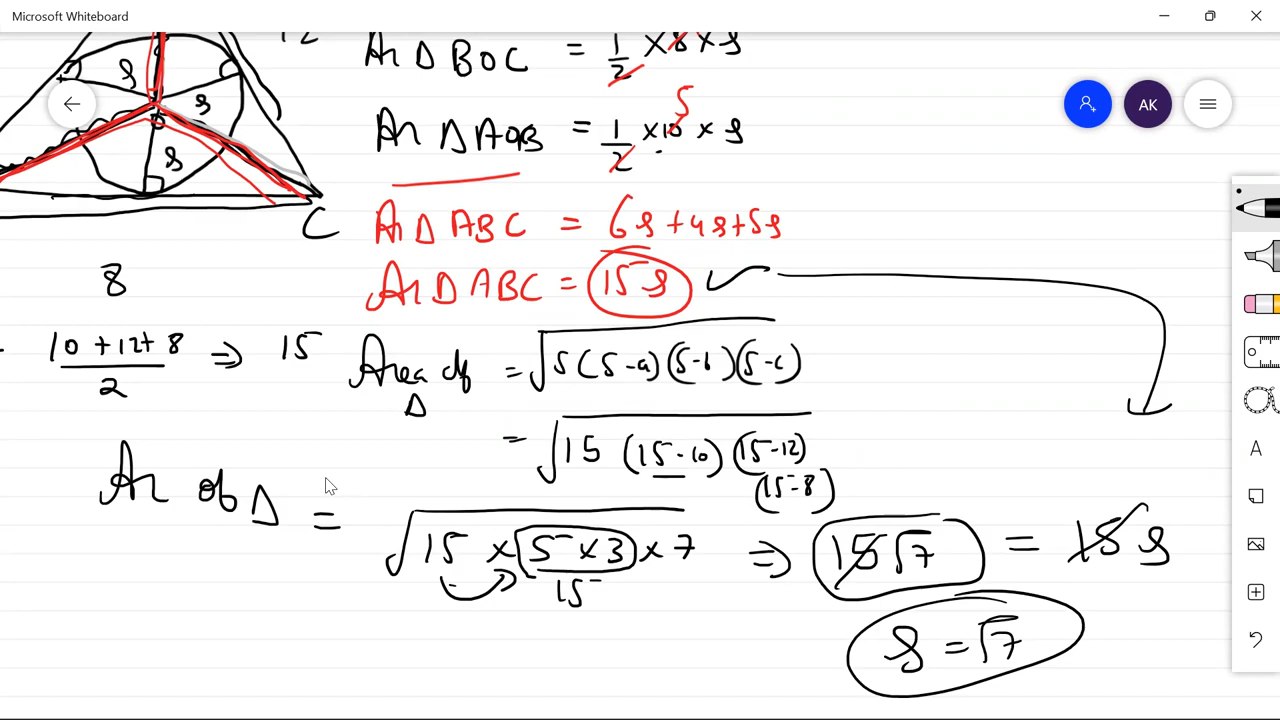 Microsoft Whiteboard
12
Ar Δ BOC = 1/2 × 8 × r
AK
5
Ar Δ AOB = 1/2 × 10 × r
r
r
r
O
C
Ar Δ ABC = 6r + 4r + 5r
Ar Δ ABC = 15r ✓
8
10 + 12 + 8 / 2 ⇒ 15
Area of Δ = √S(S-a)(S-b)(S-c)
= √15 (15-10) (15-12) (15-8)
Ar of Δ =
√15 × 5 × 3 × 7 ⇒ 15√7 = 15 r
15
r = √7
A